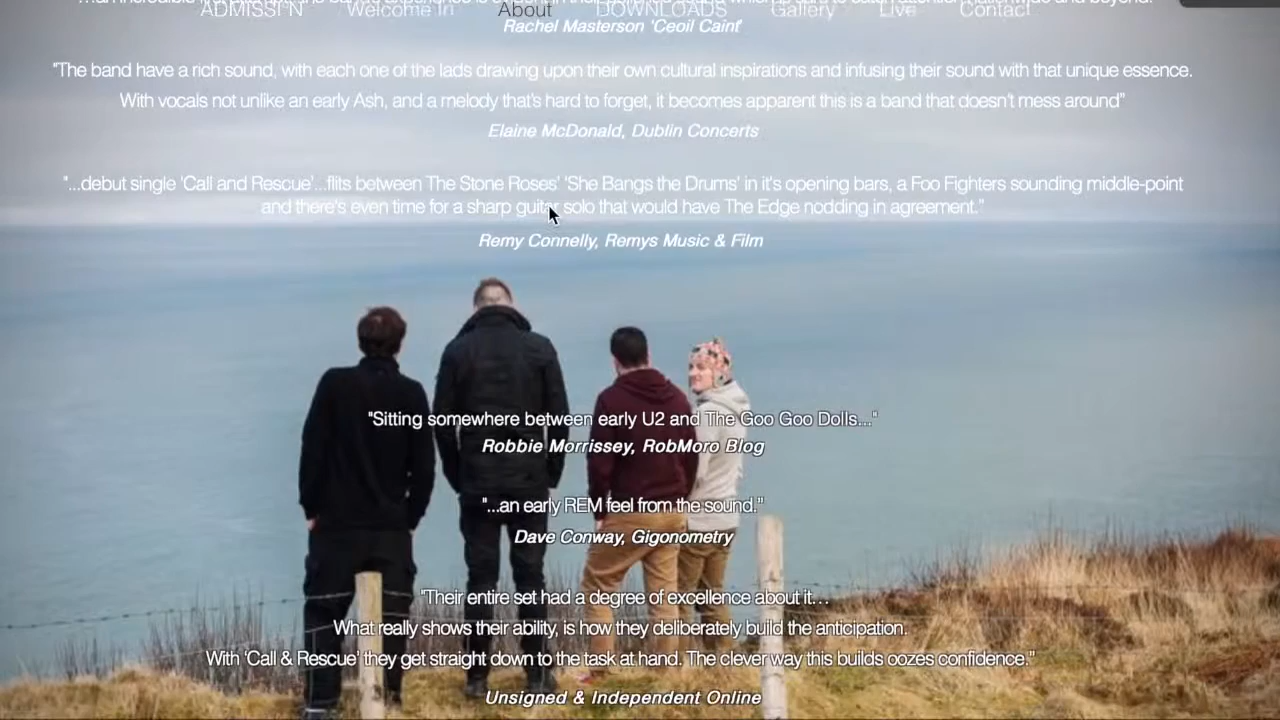 ADMISSI N Welcome In About DOWNLOADS Gallery Live Contact
Rachel Masterson 'Ceoil Caint'
"The band have a rich sound, with each one of the lads drawing upon their own cultural inspirations and infusing their sound with that unique essence.
With vocals not unlike an early Ash, and a melody that's hard to forget, it becomes apparent this is a band that doesn't mess around"
Elaine McDonald, Dublin Concerts
"...debut single 'Call and Rescue'...flits between The Stone Roses' 'She Bangs the Drums' in it's opening bars, a Foo Fighters sounding middle-point
and there's even time for a sharp guitar solo that would have The Edge nodding in agreement."
Remy Connelly, Remys Music & Film
"Sitting somewhere between early U2 and The Goo Goo Dolls..."
Robbie Morrissey, RobMoro Blog
"...an early REM feel from the sound."
Dave Conway, Gigonometry
"Their entire set had a degree of excellence about it...
What really shows their ability, is how they deliberately build the anticipation.
With 'Call & Rescue' they get straight down to the task at hand. The clever way this builds oozes confidence."
Unsigned & Independent Online